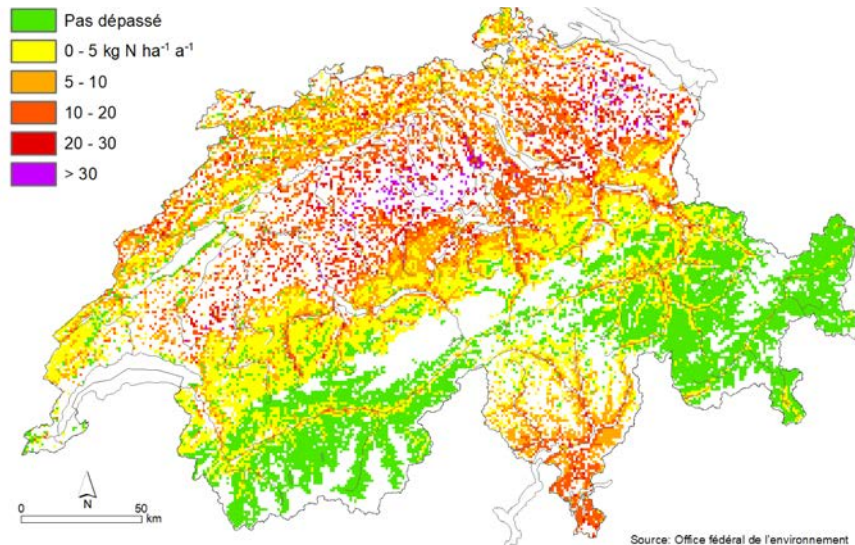 Pas dépassé
0 - 5 kg N ha⁻¹ a⁻¹
5 - 10
10 - 20
20 - 30
> 30
N
0 50
km
Source: Office fédéral de l'environnement